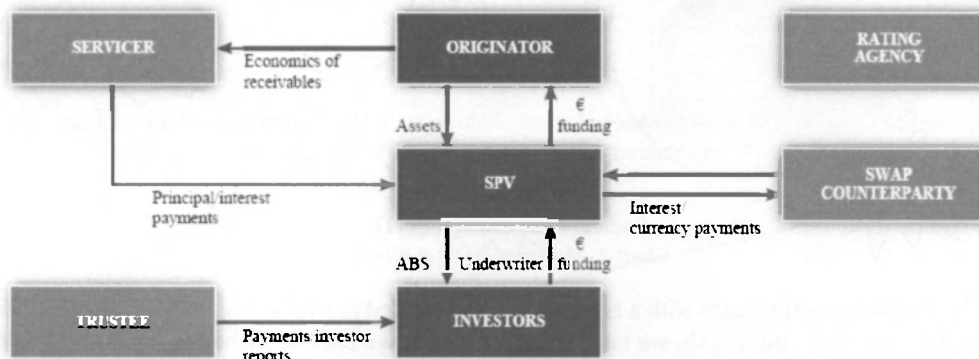 SERVICER
ORIGINATOR
RATING
AGENCY
Economics of
receivables
Assets
€
funding
SPV
SWAP
COUNTERPARTY
Principal/interest
payments
Interest
currency payments
ABS
Underwriter
€
funding
TRUSTEE
INVESTORS
Payments investor
reports